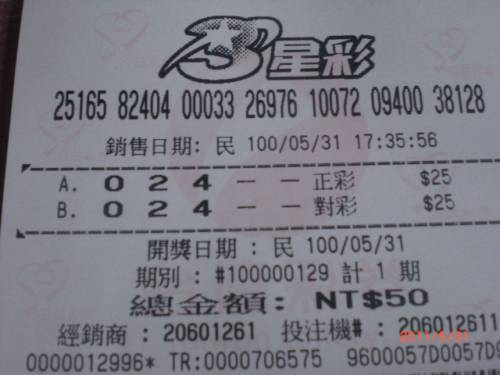 3星彩
25165 82404 00033 26976 10072 09400 38128
銷售日期: 民 100/05/31 17:35:56
A. 0 2 4 -- 正彩 $25
B. 0 2 4 -- 對彩 $25
開獎日期 : 民 100/05/31
期別 : #100000129 計 1 期
總金額: NT$50
經銷商 : 20601261 投注機# : 2060126111
0000012996* TR:0000706575 9600057D0057D9